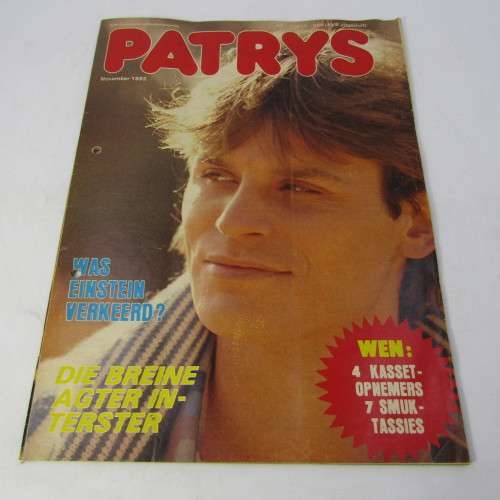 PATRYS
November 1982
WAS
EINSTEIN
VERKEERD?
DIE BREINE
AGTER IN-
TERSTER
WEN:
4 KASSET-
OPNEMERS
7 SMUK-
TASSIES